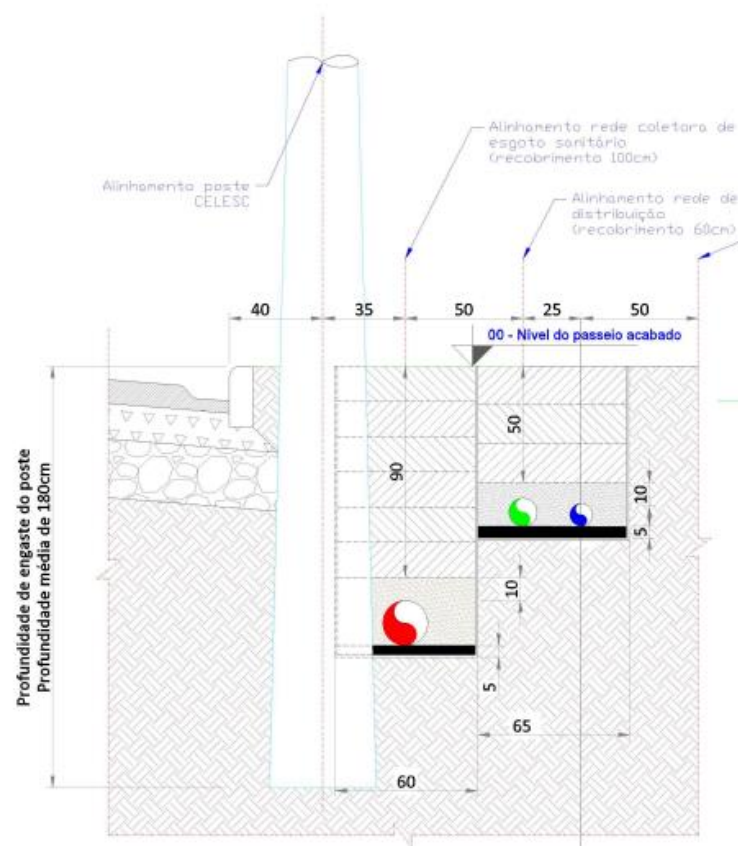 Alinhamento rede coletora de
esgoto sanitário
(recobrimento 100cm)
Alinhamento poste
CELESC
Alinhamento rede de
distribuição
(recobrimento 60cm)
40
35
50
25
50
00 - Nível do passeio acabado
50
90
10
5
10
5
65
60
Profundidade de engaste do poste
Profundidade média de 180cm